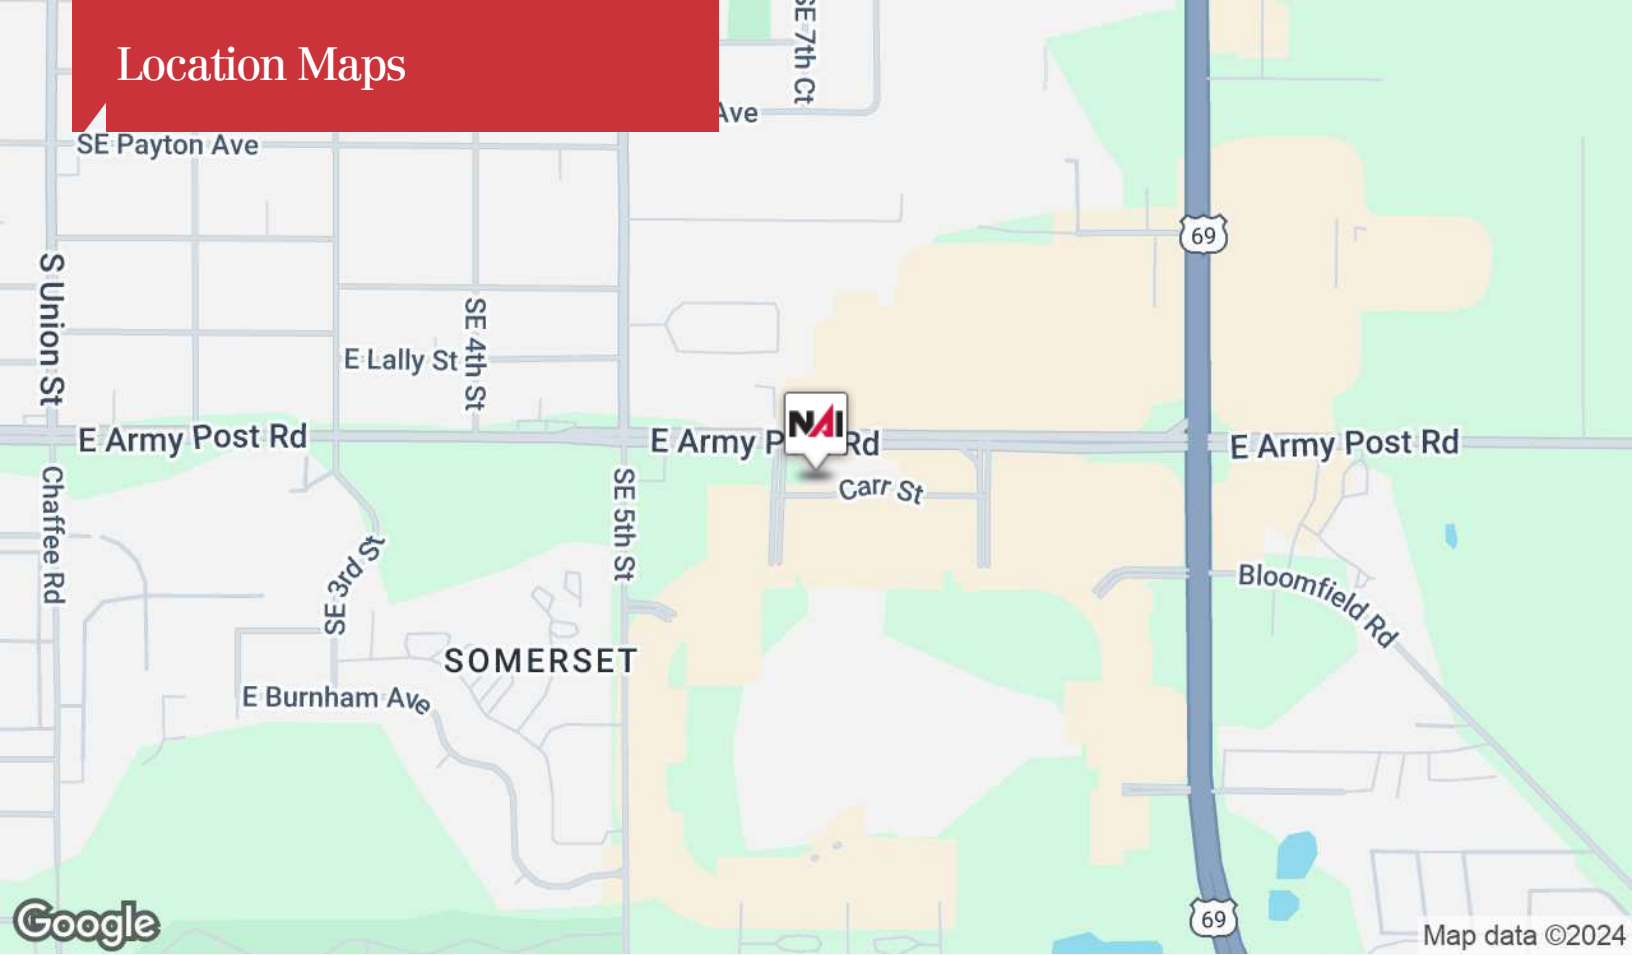 Location Maps
SE 7th Ct
Ave
SE Payton Ave
69
S Union St
SE 4th St
E Lally St
NAI
E Army Post Rd
E Army P
Rd
E Army Post Rd
Carr St
Chaffee Rd
SE 5th St
SE 3rd St
Bloomfield Rd
SOMERSET
E Burnham Ave
69
Google
Map data ©2024